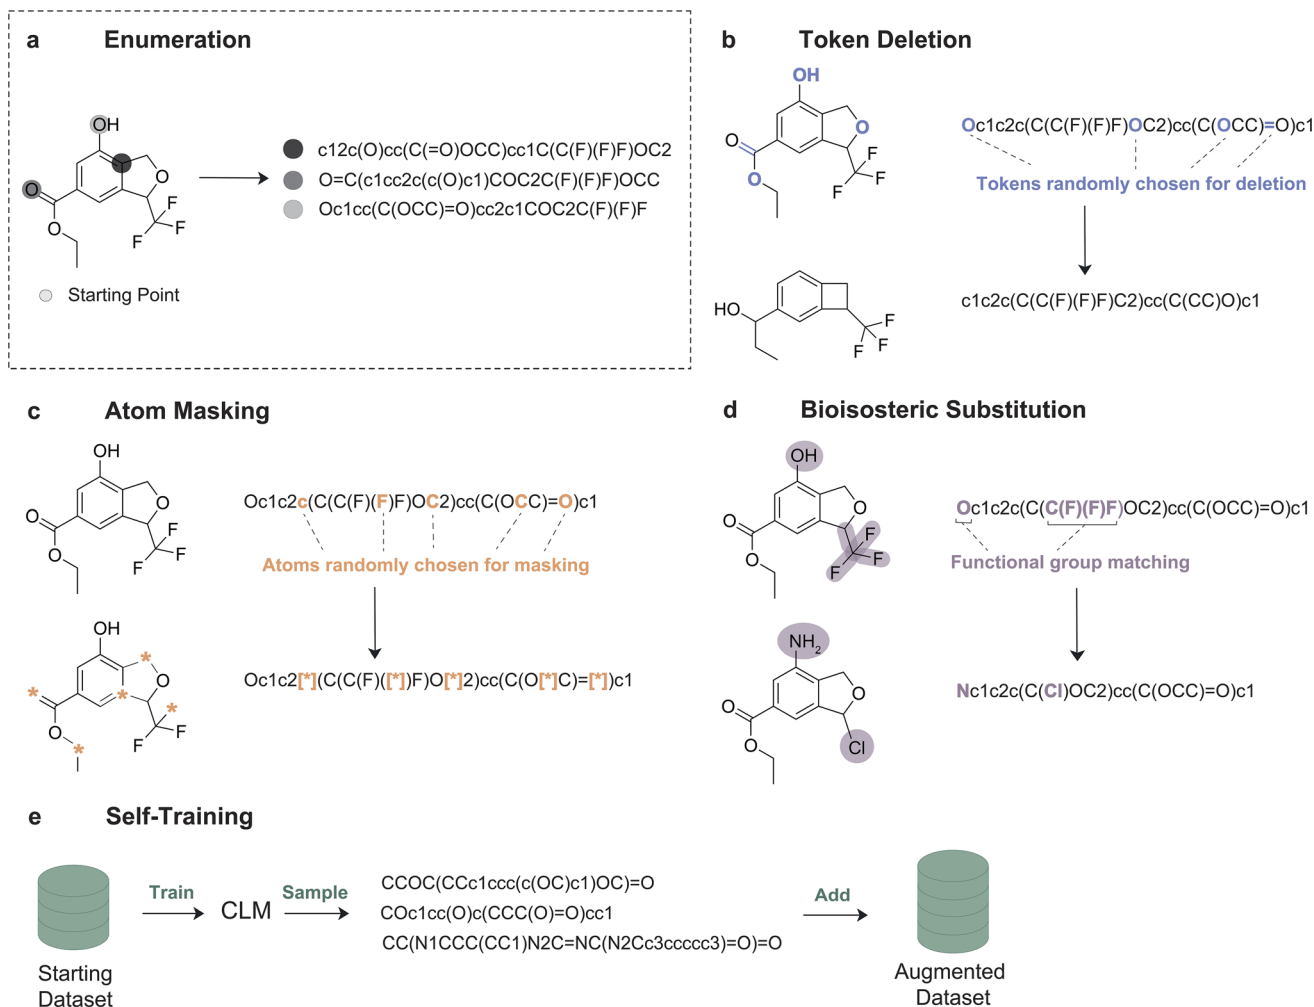 a Enumeration
OH
O
O
O
F
F
F
c12c(O)cc(C(=O)OCC)cc1C(C(F)(F)F)OC2
O=C(c1cc2c(c(O)c1)COC2C(F)(F)F)OCC
Oc1cc(C(OCC)=O)cc2c1COC2C(F)(F)F
Starting Point
b Token Deletion
OH
O
O
O
F
F
F
Oc1c2c(C(C(F)(F)F)OC2)cc(C(OCC)=O)c1
Tokens randomly chosen for deletion
HO
F
F
F
c1c2c(C(C(F)(F)F)C2)cc(C(CC)O)c1
c Atom Masking
OH
O
O
O
F
F
F
Oc1c2c(C(C(F)(F)F)OC2)cc(C(OCC)=O)c1
Atoms randomly chosen for masking
OH
*
*
O
*
*
O
F
F
*
Oc1c2[*](C(C(F)([*])F)O[*]2)cc(C(O[*]C)=[*])c1
d Bioisosteric Substitution
OH
O
O
O
F
F
F
Oc1c2c(C(C(F)(F)F)OC2)cc(C(OCC)=O)c1
Functional group matching
NH2
O
O
O
Cl
Nc1c2c(C(Cl)OC2)cc(C(OCC)=O)c1
e Self-Training
Starting
Dataset
Train
CLM
Sample
CCOC(CCc1ccc(c(OC)c1)OC)=O
COc1cc(O)c(CCC(O)=O)cc1
CC(N1CCC(CC1)N2C=NC(N2Cc3ccccc3)=O)=O
Add
Augmented
Dataset